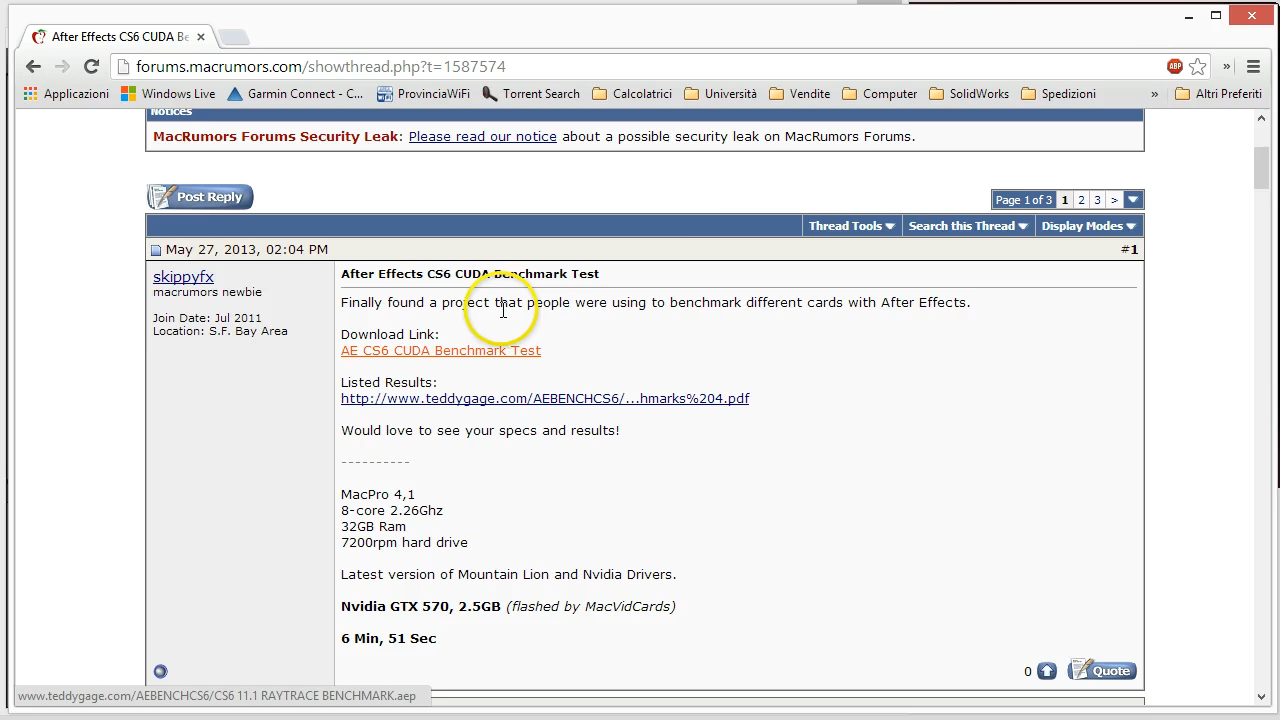 After Effects CS6 CUDA Be
forums.macrumors.com/showthread.php?t=1587574
ABP
Applicazioni Windows Live Garmin Connect - C... ProvinciaWiFi Torrent Search Calcolatrici Università Vendite Computer SolidWorks Spedizioni » Altri Preferiti
Notices
MacRumors Forums Security Leak: Please read our notice about a possible security leak on MacRumors Forums.
Post Reply
Page 1 of 3 1 2 3 >
Thread Tools Search this Thread Display Modes
May 27, 2013, 02:04 PM #1
skippyfx
macrumors newbie
Join Date: Jul 2011
Location: S.F. Bay Area
After Effects CS6 CUDA Benchmark Test
Finally found a project that people were using to benchmark different cards with After Effects.
Download Link:
AE CS6 CUDA Benchmark Test
Listed Results:
http://www.teddygage.com/AEBENCHCS6/...hmarks%204.pdf
Would love to see your specs and results!
----------
MacPro 4,1
8-core 2.26Ghz
32GB Ram
7200rpm hard drive
Latest version of Mountain Lion and Nvidia Drivers.
Nvidia GTX 570, 2.5GB (flashed by MacVidCards)
6 Min, 51 Sec
0 Quote
www.teddygage.com/AEBENCHCS6/CS6 11.1 RAYTRACE BENCHMARK.aep